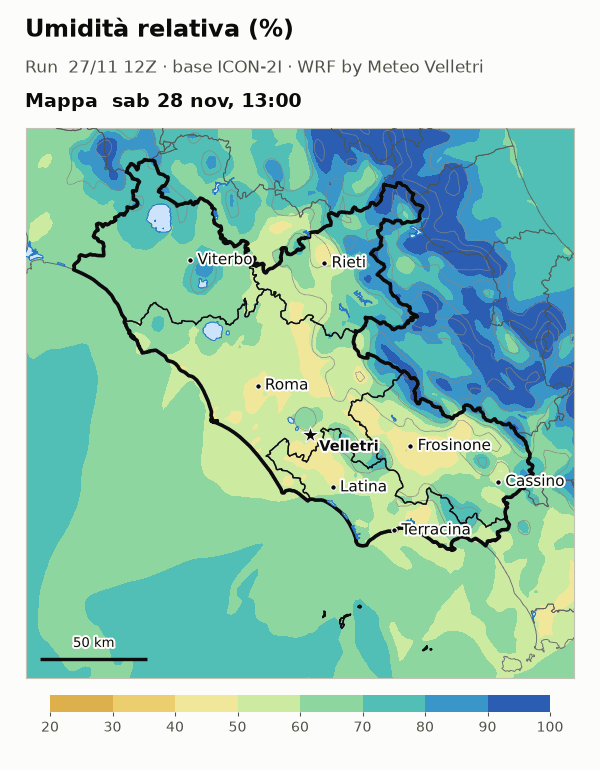 Umidità relativa (%)
Run  27/11 12Z · base ICON-2I · WRF by Meteo Velletri
Mappa  sab 28 nov, 13:00
Viterbo
Rieti
Roma
Velletri
Frosinone
Cassino
Latina
Terracina
50 km
20 30 40 50 60 70 80 90 100